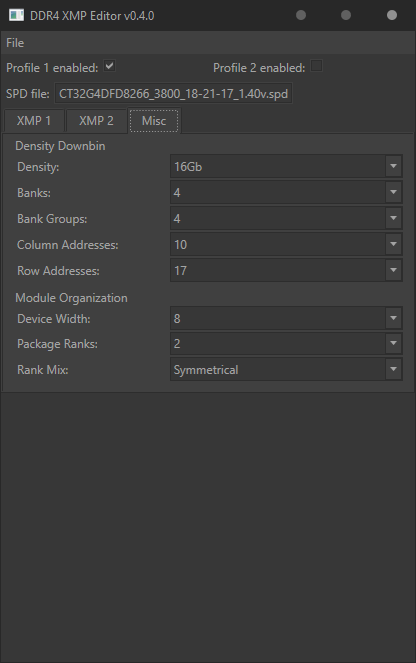 DDR4 XMP Editor v0.4.0
File
Profile 1 enabled: Profile 2 enabled:
SPD file: CT32G4DFD8266_3800_18-21-17_1.40v.spd
XMP 1 XMP 2 Misc
Density Downbin
Density: 16Gb
Banks: 4
Bank Groups: 4
Column Addresses: 10
Row Addresses: 17
Module Organization
Device Width: 8
Package Ranks: 2
Rank Mix: Symmetrical